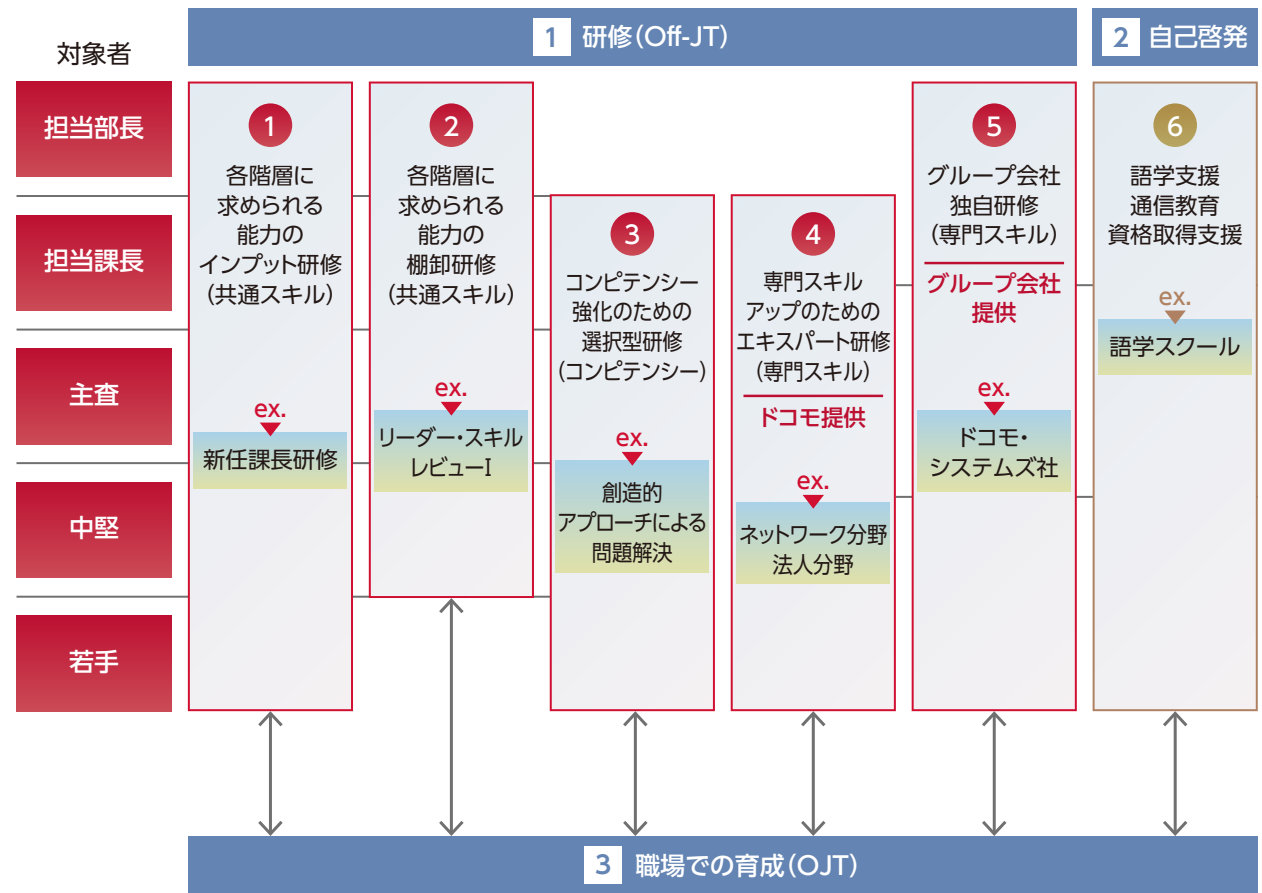 1 研修(Off-JT)
2 自己啓発
対象者
担当部長
担当課長
主査
中堅
若手
1
各階層に
求められる
能力の
インプット研修
(共通スキル)
ex.
新任課長研修
2
各階層に
求められる
能力の
棚卸研修
(共通スキル)
ex.
リーダー・スキル
レビューI
3
コンピテンシー
強化のための
選択型研修
(コンピテンシー)
ex.
創造的
アプローチによる
問題解決
4
専門スキル
アップのための
エキスパート研修
(専門スキル)
ドコモ提供
ex.
ネットワーク分野
法人分野
5
グループ会社
独自研修
(専門スキル)
グループ会社
提供
ex.
ドコモ・
システムズ社
6
語学支援
通信教育
資格取得支援
ex.
語学スクール
3 職場での育成(OJT)